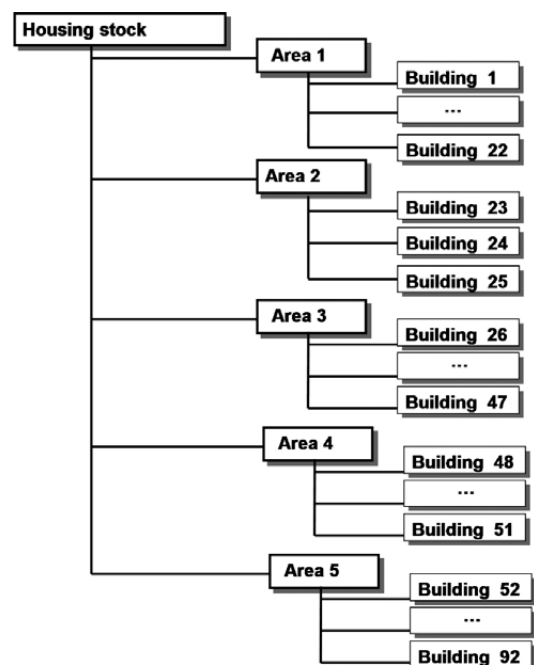 Housing stock
Area 1
Building 1
...
Building 22
Area 2
Building 23
Building 24
Building 25
Area 3
Building 26
...
Building 47
Area 4
Building 48
...
Building 51
Area 5
Building 52
...
Building 92